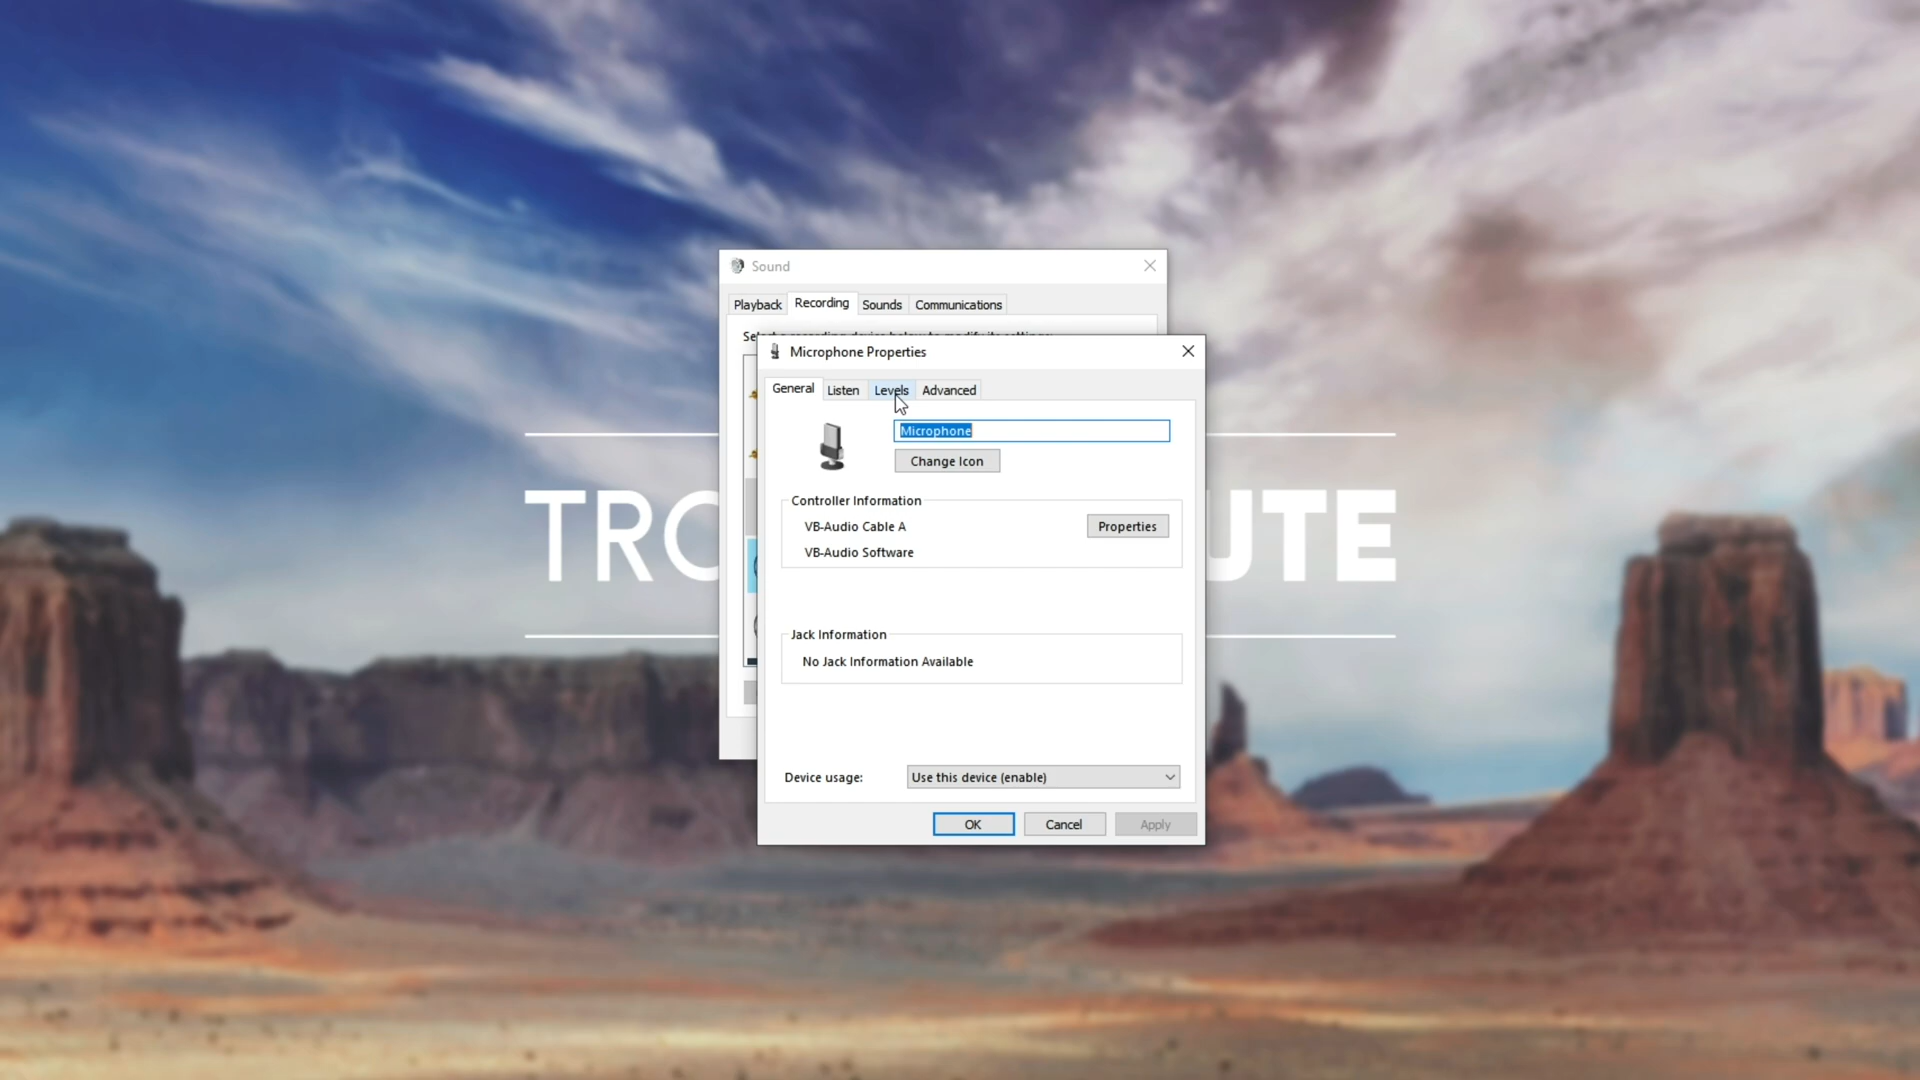 Sound
Playback
Recording
Sounds
Communications
Microphone Properties
General
Listen
Levels
Advanced
Microphone
Change Icon
Controller Information
VB-Audio Cable A
Properties
VB-Audio Software
TRO
UTE
Jack Information
No Jack Information Available
Device usage:
Use this device (enable)
OK
Cancel
Apply